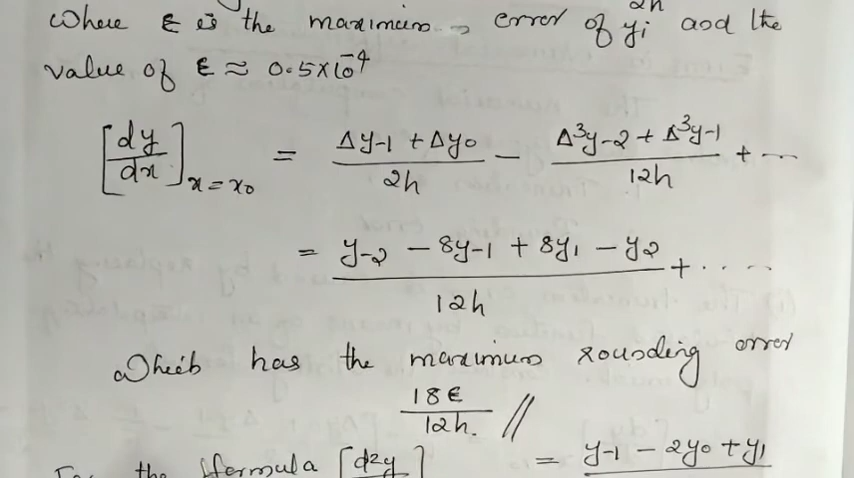 2h
where ε is the maximum error of yi and the
value of ε ≈ 0.5×10⁻⁴
[dy/dx]x=x0 = (Δy-1 + Δy0)/2h − (Δ³y-2 + Δ³y-1)/12h + ...
= (y-2 − 8y-1 + 8y1 − y2)/12h + ....
which has the maximum rounding error
18ε/12h. //
the formula [d2y = y-1 − 2y0 + y1